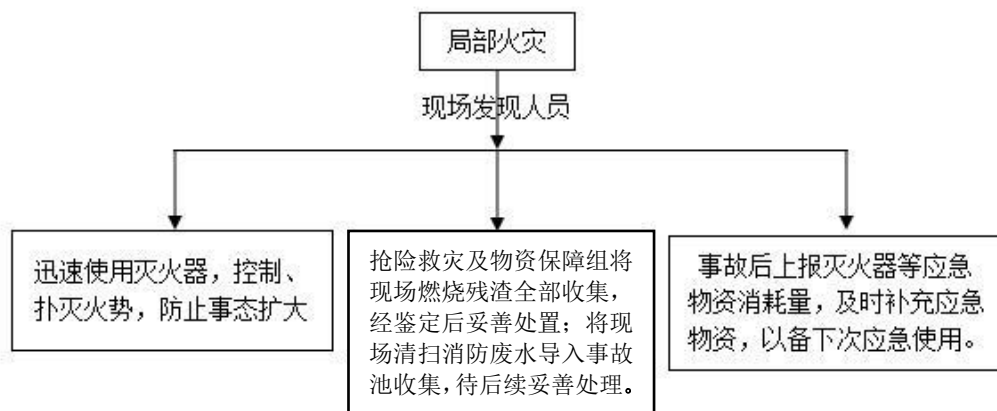 局部火灾
现场发现人员
迅速使用灭火器，控制、
扑灭火势，防止事态扩大
抢险救灾及物资保障组将
现场燃烧残渣全部收集，
经鉴定后妥善处置；将现
场清扫消防废水导入事故
池收集，待后续妥善处理。
事故后上报灭火器等应急
物资消耗量，及时补充应急
物资，以备下次应急使用。